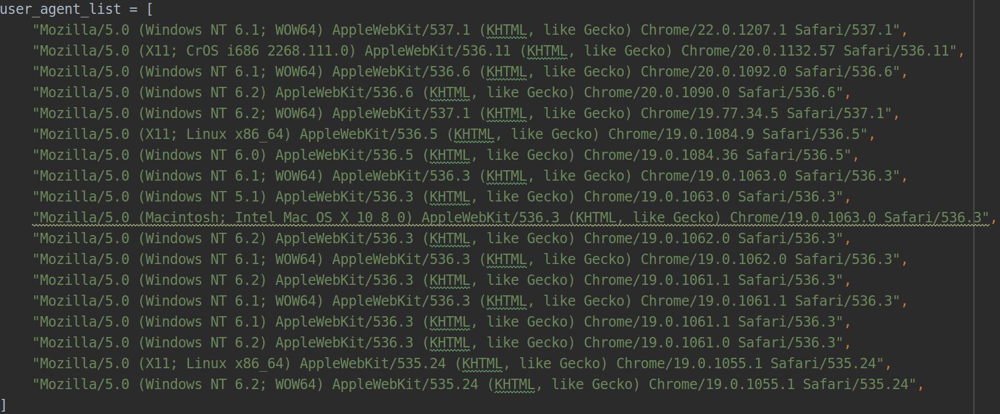 user_agent_list = [
"Mozilla/5.0 (Windows NT 6.1; WOW64) AppleWebKit/537.1 (KHTML, like Gecko) Chrome/22.0.1207.1 Safari/537.1",
"Mozilla/5.0 (X11; CrOS i686 2268.111.0) AppleWebKit/536.11 (KHTML, like Gecko) Chrome/20.0.1132.57 Safari/536.11",
"Mozilla/5.0 (Windows NT 6.1; WOW64) AppleWebKit/536.6 (KHTML, like Gecko) Chrome/20.0.1092.0 Safari/536.6",
"Mozilla/5.0 (Windows NT 6.2) AppleWebKit/536.6 (KHTML, like Gecko) Chrome/20.0.1090.0 Safari/536.6",
"Mozilla/5.0 (Windows NT 6.2; WOW64) AppleWebKit/537.1 (KHTML, like Gecko) Chrome/19.77.34.5 Safari/537.1",
"Mozilla/5.0 (X11; Linux x86_64) AppleWebKit/536.5 (KHTML, like Gecko) Chrome/19.0.1084.9 Safari/536.5",
"Mozilla/5.0 (Windows NT 6.0) AppleWebKit/536.5 (KHTML, like Gecko) Chrome/19.0.1084.36 Safari/536.5",
"Mozilla/5.0 (Windows NT 6.1; WOW64) AppleWebKit/536.3 (KHTML, like Gecko) Chrome/19.0.1063.0 Safari/536.3",
"Mozilla/5.0 (Windows NT 5.1) AppleWebKit/536.3 (KHTML, like Gecko) Chrome/19.0.1063.0 Safari/536.3",
"Mozilla/5.0 (Macintosh; Intel Mac OS X 10_8_0) AppleWebKit/536.3 (KHTML, like Gecko) Chrome/19.0.1063.0 Safari/536.3",
"Mozilla/5.0 (Windows NT 6.2) AppleWebKit/536.3 (KHTML, like Gecko) Chrome/19.0.1062.0 Safari/536.3",
"Mozilla/5.0 (Windows NT 6.1; WOW64) AppleWebKit/536.3 (KHTML, like Gecko) Chrome/19.0.1062.0 Safari/536.3",
"Mozilla/5.0 (Windows NT 6.2) AppleWebKit/536.3 (KHTML, like Gecko) Chrome/19.0.1061.1 Safari/536.3",
"Mozilla/5.0 (Windows NT 6.1; WOW64) AppleWebKit/536.3 (KHTML, like Gecko) Chrome/19.0.1061.1 Safari/536.3",
"Mozilla/5.0 (Windows NT 6.1) AppleWebKit/536.3 (KHTML, like Gecko) Chrome/19.0.1061.1 Safari/536.3",
"Mozilla/5.0 (Windows NT 6.2) AppleWebKit/536.3 (KHTML, like Gecko) Chrome/19.0.1061.0 Safari/536.3",
"Mozilla/5.0 (X11; Linux x86_64) AppleWebKit/535.24 (KHTML, like Gecko) Chrome/19.0.1055.1 Safari/535.24",
"Mozilla/5.0 (Windows NT 6.2; WOW64) AppleWebKit/535.24 (KHTML, like Gecko) Chrome/19.0.1055.1 Safari/535.24",
]